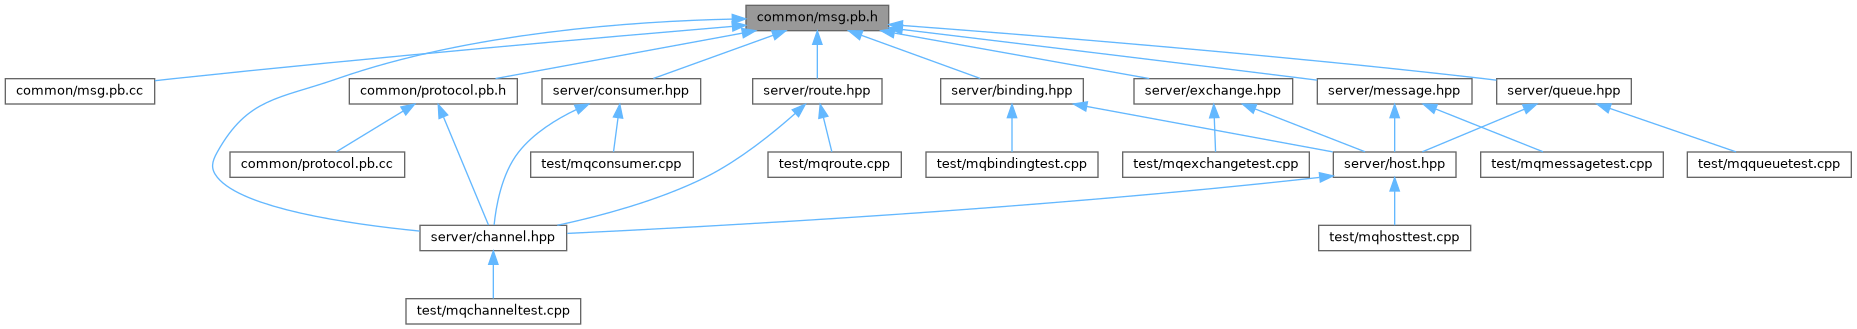 common/msg.pb.h
common/msg.pb.cc
common/protocol.pb.h
server/consumer.hpp
server/route.hpp
server/binding.hpp
server/exchange.hpp
server/message.hpp
server/queue.hpp
common/protocol.pb.cc
test/mqconsumer.cpp
test/mqroute.cpp
test/mqbindingtest.cpp
test/mqexchangetest.cpp
server/host.hpp
test/mqmessagetest.cpp
test/mqqueuetest.cpp
server/channel.hpp
test/mqhosttest.cpp
test/mqchanneltest.cpp